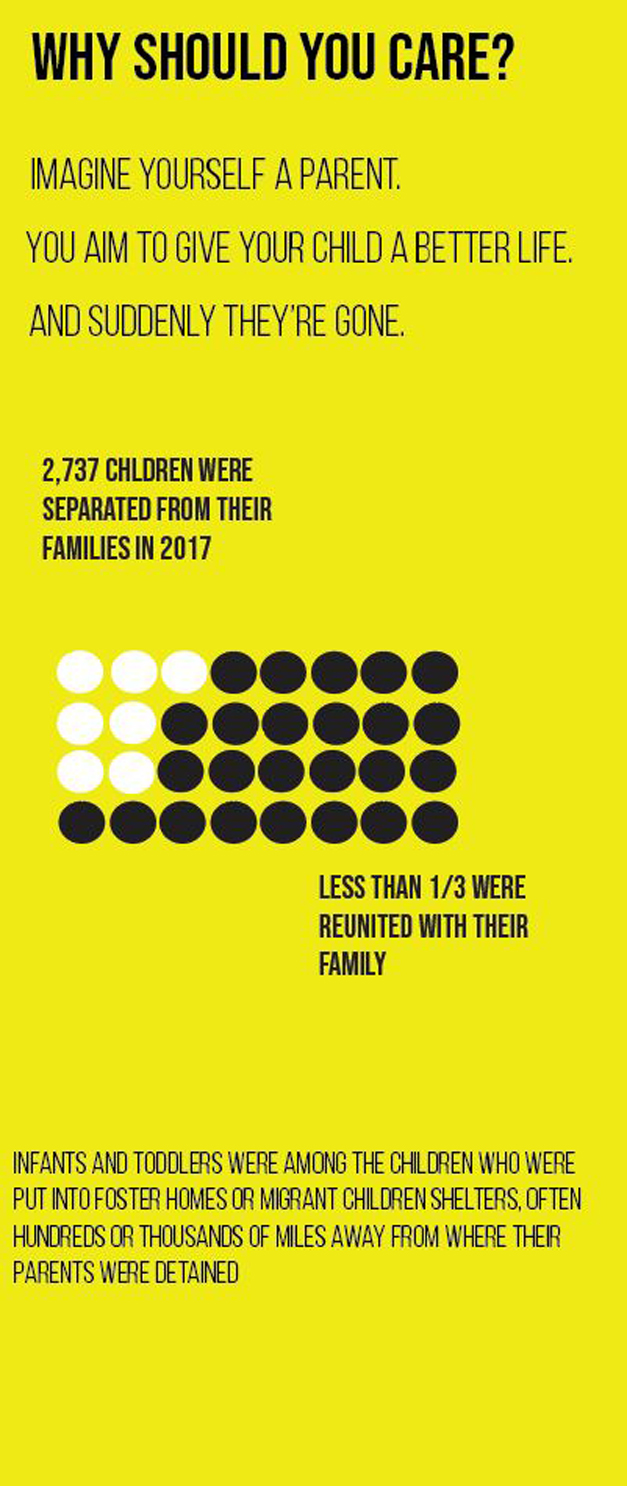 WHY SHOULD YOU CARE?
IMAGINE YOURSELF A PARENT.
YOU AIM TO GIVE YOUR CHILD A BETTER LIFE.
AND SUDDENLY THEY'RE GONE.
2,737 CHLDREN WERE
SEPARATED FROM THEIR
FAMILIES IN 2017
LESS THAN 1/3 WERE
REUNITED WITH THEIR
FAMILY
INFANTS AND TODDLERS WERE AMONG THE CHILDREN WHO WERE
PUT INTO FOSTER HOMES OR MIGRANT CHILDREN SHELTERS, OFTEN
HUNDREDS OR THOUSANDS OF MILES AWAY FROM WHERE THEIR
PARENTS WERE DETAINED